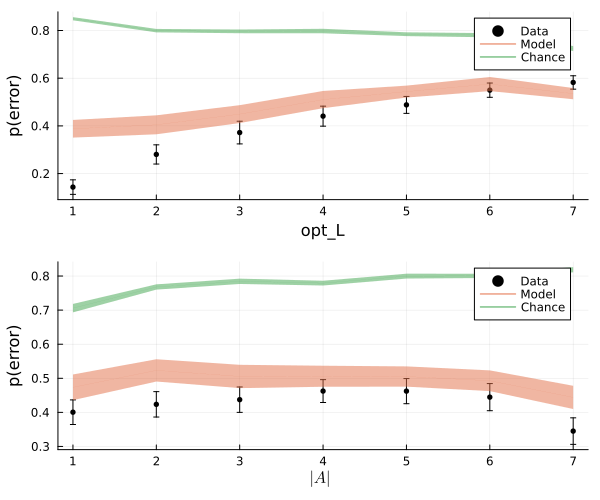 p(error)
0.8
0.6
0.4
0.2
Data
Model
Chance
1 2 3 4 5 6 7
opt_L
p(error)
0.8
0.7
0.6
0.5
0.4
0.3
Data
Model
Chance
1 2 3 4 5 6 7
|A|